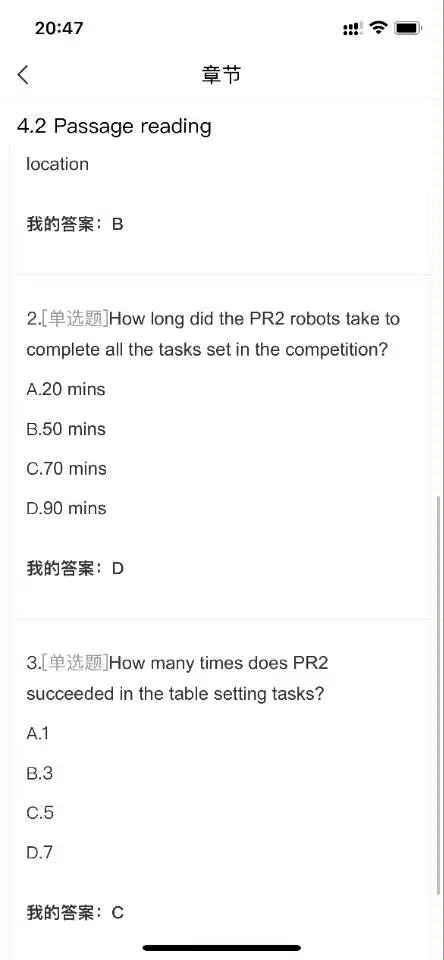 20:47
章节
4.2 Passage reading
location
我的答案：B
2.[单选题]How long did the PR2 robots take to
complete all the tasks set in the competition?
A.20 mins
B.50 mins
C.70 mins
D.90 mins
我的答案：D
3.[单选题]How many times does PR2
succeeded in the table setting tasks?
A.1
B.3
C.5
D.7
我的答案：C